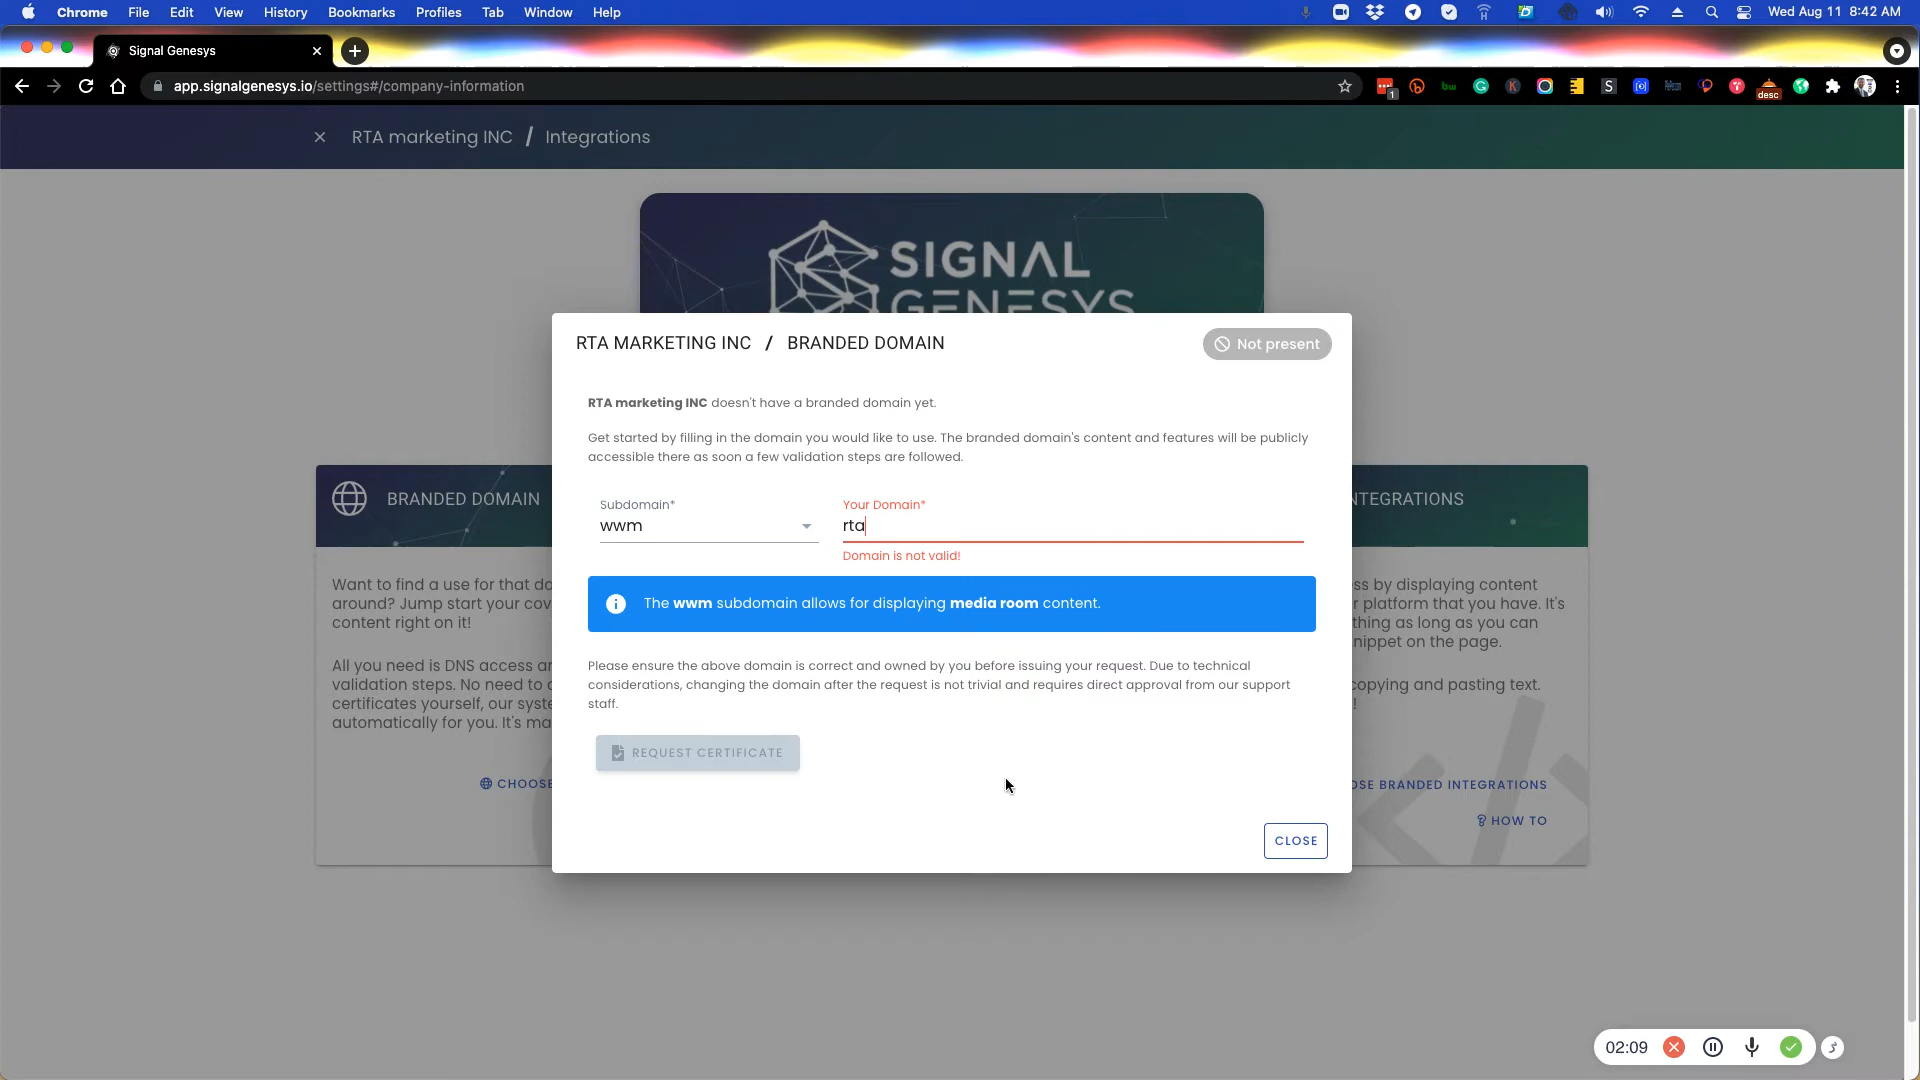 Chrome File Edit View History Bookmarks Profiles Tab Window Help
Wed Aug 11 8:42 AM
Signal Genesys
app.signalgenesys.io/settings#/company-information
1
bw
S
desc
RTA marketing INC / Integrations
SIGNAL
GENESYS
RTA MARKETING INC / BRANDED DOMAIN
Not present
RTA marketing INC doesn't have a branded domain yet.
Get started by filling in the domain you would like to use. The branded domain's content and features will be publicly
accessible there as soon a few validation steps are followed.
Subdomain*
wwm
Your Domain*
rta
Domain is not valid!
The wwm subdomain allows for displaying media room content.
Please ensure the above domain is correct and owned by you before issuing your request. Due to technical
considerations, changing the domain after the request is not trivial and requires direct approval from our support
staff.
REQUEST CERTIFICATE
CLOSE
BRANDED DOMAIN
Want to find a use for that do
around? Jump start your cov
content right on it!
All you need is DNS access an
validation steps. No need to c
certificates yourself, our syste
automatically for you. It's ma
CHOOSE
NTEGRATIONS
ss by displaying content
r platform that you have. It's
thing as long as you can
nippet on the page.
copying and pasting text.
!
OSE BRANDED INTEGRATIONS
HOW TO
02:09